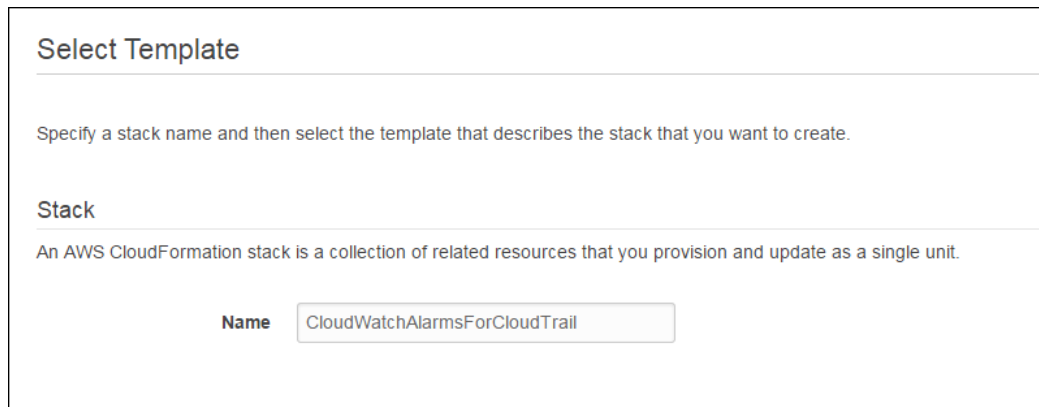 Select Template
Specify a stack name and then select the template that describes the stack that you want to create.
Stack
An AWS CloudFormation stack is a collection of related resources that you provision and update as a single unit.
Name CloudWatchAlarmsForCloudTrail